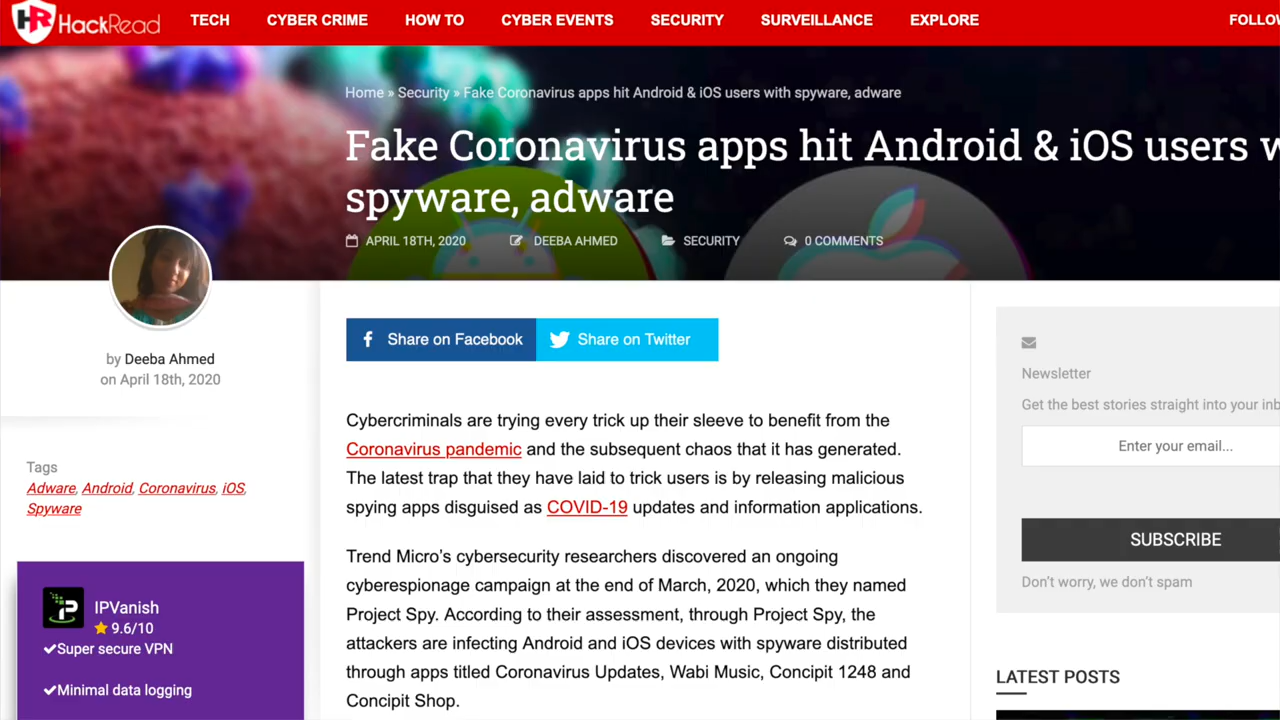 HR HackRead
TECH
CYBER CRIME
HOW TO
CYBER EVENTS
SECURITY
SURVEILLANCE
EXPLORE
FOLLOW
Home » Security » Fake Coronavirus apps hit Android & iOS users with spyware, adware
Fake Coronavirus apps hit Android & iOS users w
spyware, adware
APRIL 18TH, 2020
DEEBA AHMED
SECURITY
0 COMMENTS
by Deeba Ahmed
on April 18th, 2020
Tags
Adware, Android, Coronavirus, iOS,
Spyware
IPVanish
9.6/10
Super secure VPN
Minimal data logging
Share on Facebook
Share on Twitter
Cybercriminals are trying every trick up their sleeve to benefit from the
Coronavirus pandemic and the subsequent chaos that it has generated.
The latest trap that they have laid to trick users is by releasing malicious
spying apps disguised as COVID-19 updates and information applications.
Trend Micro’s cybersecurity researchers discovered an ongoing
cyberespionage campaign at the end of March, 2020, which they named
Project Spy. According to their assessment, through Project Spy, the
attackers are infecting Android and iOS devices with spyware distributed
through apps titled Coronavirus Updates, Wabi Music, Concipit 1248 and
Concipit Shop.
Newsletter
Get the best stories straight into your inb
Enter your email...
SUBSCRIBE
Don’t worry, we don’t spam
LATEST POSTS